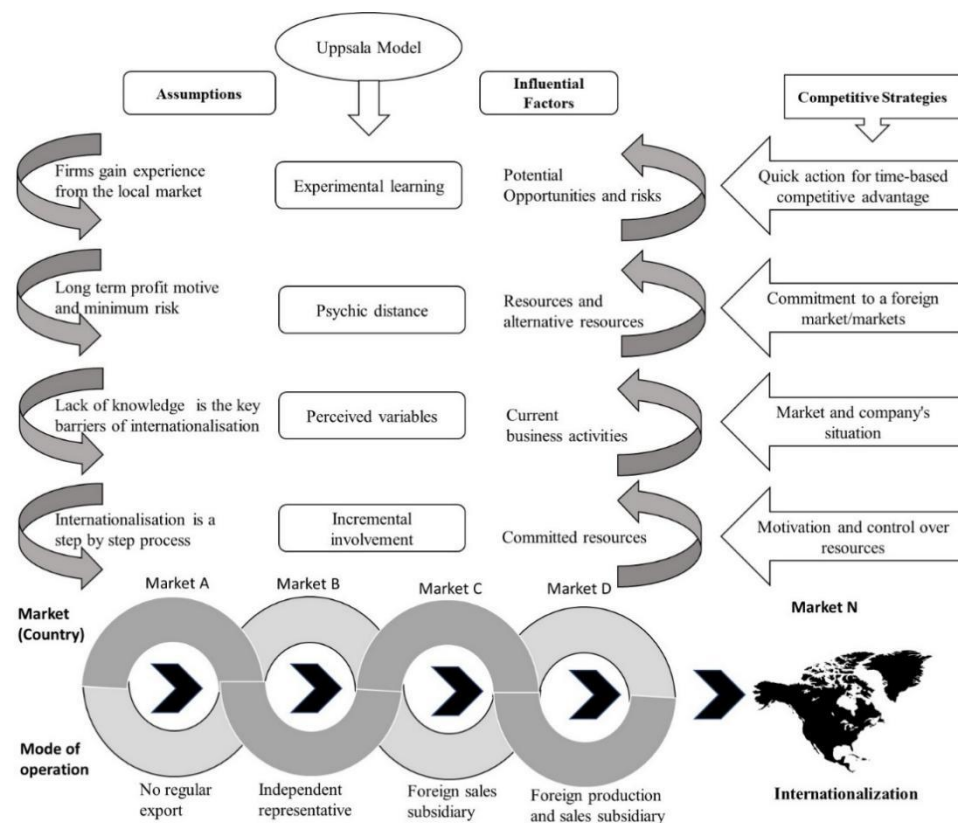 Uppsala Model
Assumptions
Influential
Factors
Competitive Strategies
Firms gain experience
from the local market
Experimental learning
Potential
Opportunities and risks
Quick action for time-based
competitive advantage
Long term profit motive
and minimum risk
Psychic distance
Resources and
alternative resources
Commitment to a foreign
market/markets
Lack of knowledge is the key
barriers of internationalisation
Perceived variables
Current
business activities
Market and company's
situation
Internationalisation is a
step by step process
Incremental
involvement
Committed resources
Motivation and control over
resources
Market A
Market B
Market C
Market D
Market N
Market
(Country)
Mode of
operation
No regular
export
Independent
representative
Foreign sales
subsidiary
Foreign production
and sales subsidiary
Internationalization